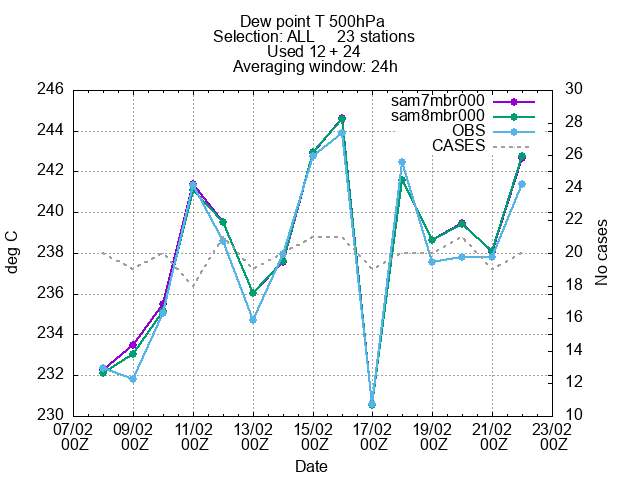 Dew point T 500hPa
Selection: ALL 23 stations
Used 12 + 24
Averaging window: 24h
246
244
242
240
238
236
234
232
230
deg C
30
28
26
24
22
20
18
16
14
12
10
No cases
sam7mbr000
sam8mbr000
OBS
CASES
07/02 09/02 11/02 13/02 15/02 17/02 19/02 21/02 23/02
00Z 00Z 00Z 00Z 00Z 00Z 00Z 00Z 00Z
Date